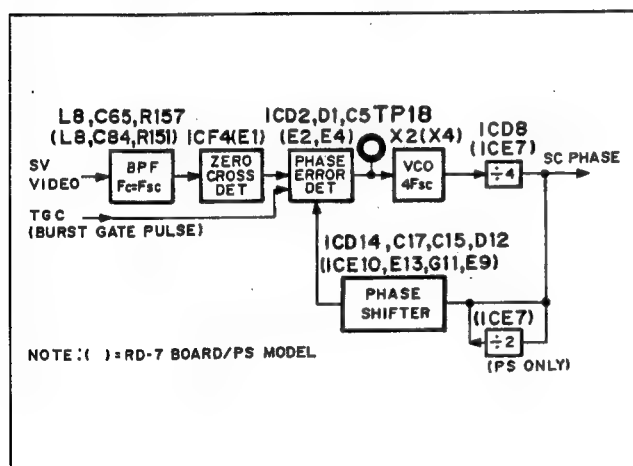 L8,C65,R157
(L8,C84,R151)
ICF4(E1)
ICD2,D1,C5
(E2,E4)
TP18
X2(X4)
ICD8
(ICE7)
SV
VIDEO
BPF
Fc=Fsc
ZERO
CROSS
DET
PHASE
ERROR
DET
VCO
4Fsc
÷4
SC PHASE
TGC
(BURST GATE PULSE)
ICD14,C17,C15,D12
(ICE10,E13,G11,E9)
PHASE
SHIFTER
(ICE7)
÷2
(PS ONLY)
NOTE:( )=RD-7 BOARD/PS MODEL